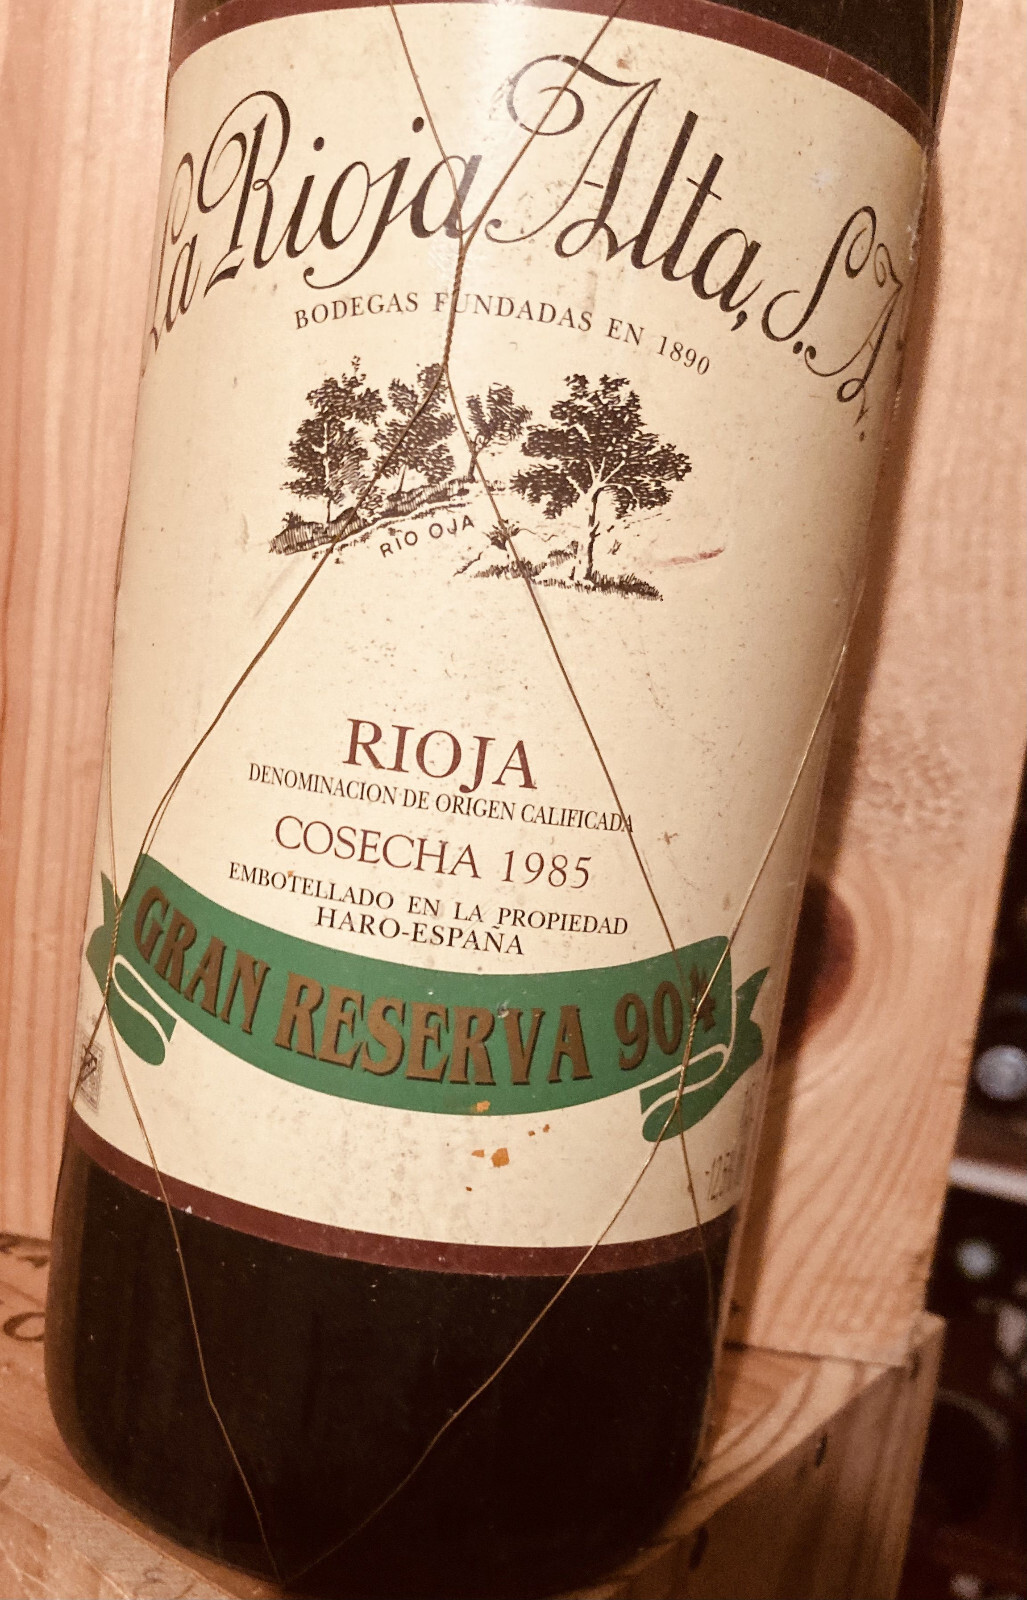 La Rioja Alta, S.A.
BODEGAS FUNDADAS EN 1890
RIO OJA
RIOJA
DENOMINACION DE ORIGEN CALIFICADA
COSECHA 1985
EMBOTELLADO EN LA PROPIEDAD
HARO-ESPAÑA
GRAN RESERVA 904